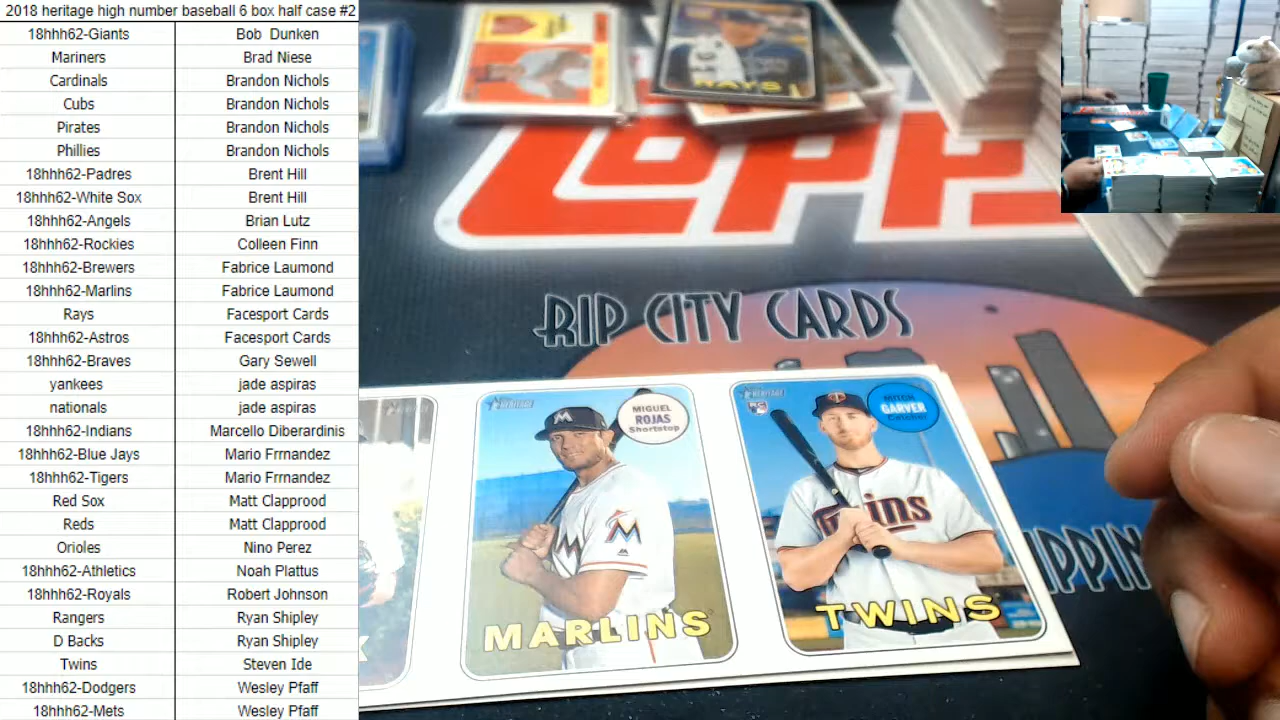 2018 heritage high number baseball 6 box half case #2
18hhh62-Giants Bob Dunken
Mariners Brad Niese
Cardinals Brandon Nichols
Cubs Brandon Nichols
Pirates Brandon Nichols
Phillies Brandon Nichols
18hhh62-Padres Brent Hill
18hhh62-White Sox Brent Hill
18hhh62-Angels Brian Lutz
18hhh62-Rockies Colleen Finn
18hhh62-Brewers Fabrice Laumond
18hhh62-Marlins Fabrice Laumond
Rays Facesport Cards
18hhh62-Astros Facesport Cards
18hhh62-Braves Gary Sewell
yankees jade aspiras
nationals jade aspiras
18hhh62-Indians Marcello Diberardinis
18hhh62-Blue Jays Mario Frrnandez
18hhh62-Tigers Mario Frrnandez
Red Sox Matt Clapprood
Reds Matt Clapprood
Orioles Nino Perez
18hhh62-Athletics Noah Plattus
18hhh62-Royals Robert Johnson
Rangers Ryan Shipley
D Backs Ryan Shipley
Twins Steven Ide
18hhh62-Dodgers Wesley Pfaff
18hhh62-Mets Wesley Pfaff
RAYS
TOPPS
RIP CITY CARDS
HERITAGE
MIGUEL
ROJAS
Shortstop
M
M
MARLINS
HERITAGE
RC
MITCH
GARVER
Catcher
Twins
TWINS
K
IPPIN